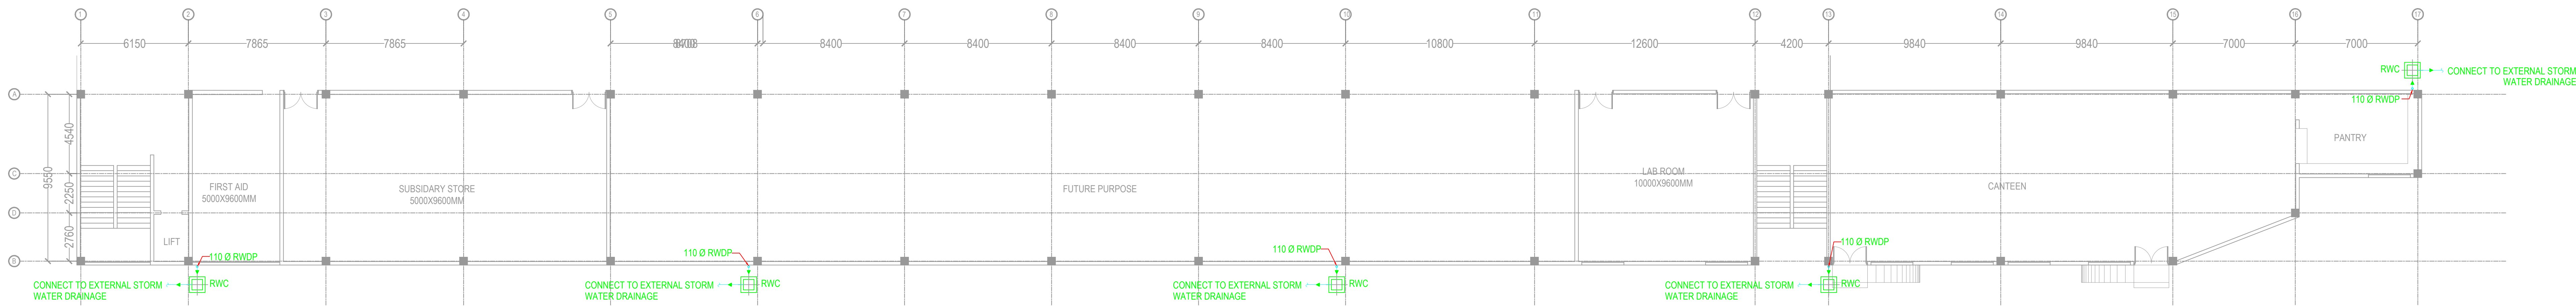 1 2 3 4 5 6 7 8 9 10 11 12 13 14 15 16 17
6150 7865 7865 8400 8400 8400 8400 10800 12600 4200 9840 9840 7000 7000
RWC CONNECT TO EXTERNAL STORM
WATER DRAINAGE
A
110 Ø RWDP
4540
PANTRY
9550
C
LAB ROOM
10000X9600MM
FIRST AID
5000X9600MM
SUBSIDARY STORE
5000X9600MM
FUTURE PURPOSE
CANTEEN
2250
D
2760
LIFT
110 Ø RWDP
110 Ø RWDP
110 Ø RWDP
110 Ø RWDP
B
CONNECT TO EXTERNAL STORM
WATER DRAINAGE
RWC
CONNECT TO EXTERNAL STORM
WATER DRAINAGE
RWC
CONNECT TO EXTERNAL STORM
WATER DRAINAGE
RWC
CONNECT TO EXTERNAL STORM
WATER DRAINAGE
RWC